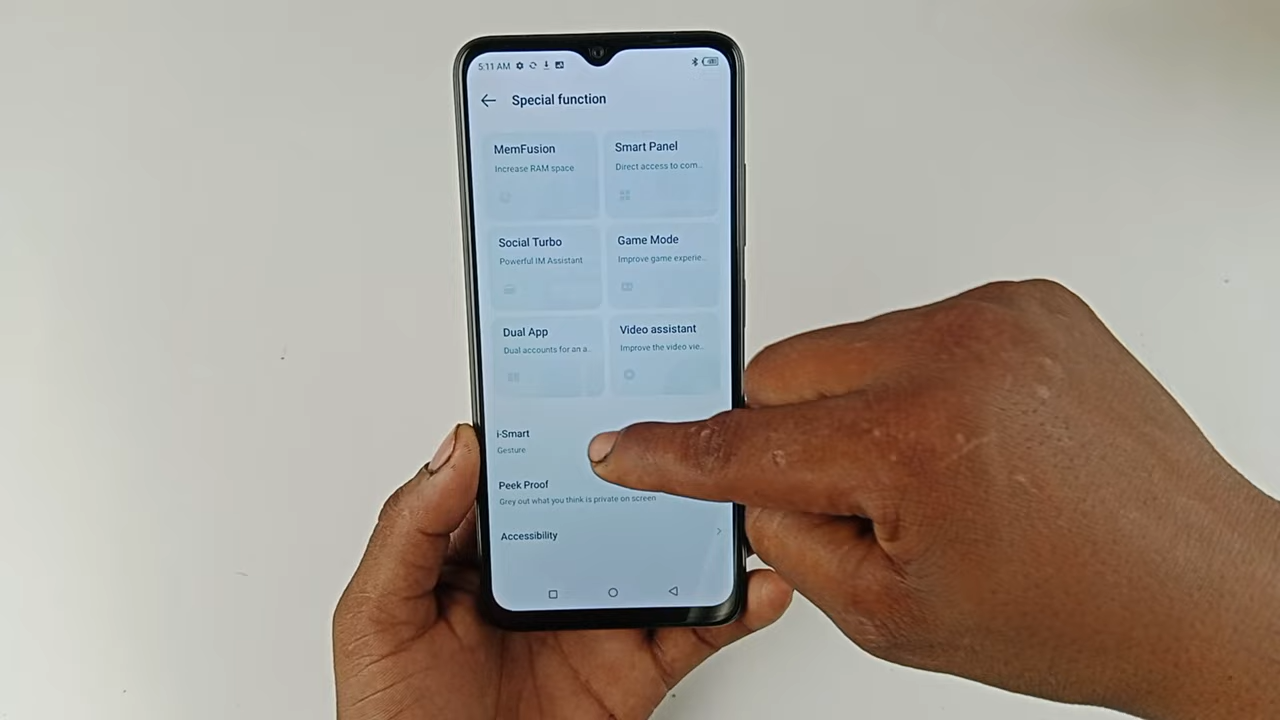 5:11 AM
Special function
MemFusion
Increase RAM space
Smart Panel
Direct access to com..
Social Turbo
Powerful IM Assistant
Game Mode
Improve game experie..
Dual App
Dual accounts for an a..
Video assistant
Improve the video vie..
i-Smart
Gesture
Peek Proof
Grey out what you think is private on screen
Accessibility